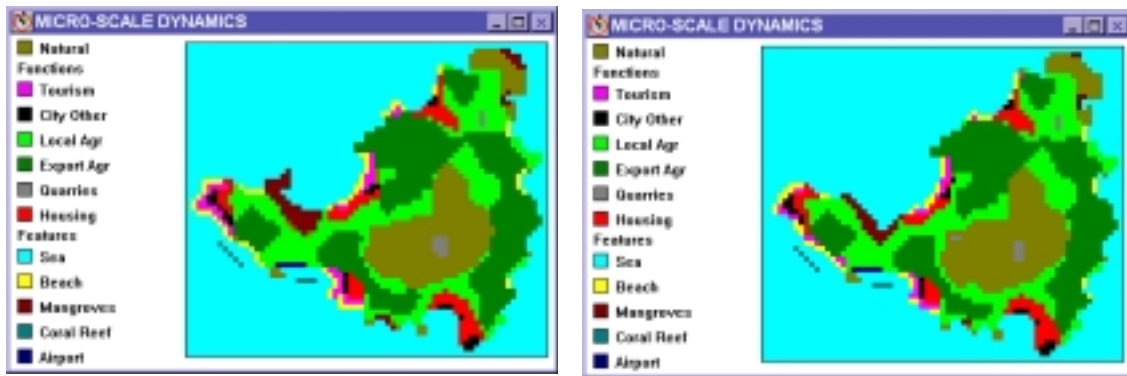 MICRO-SCALE DYNAMICS
Natural
Functions
Tourism
City Other
Local Agr
Export Agr
Quarries
Housing
Features
Sea
Beach
Mangroves
Coral Reef
Airport
MICRO-SCALE DYNAMICS
Natural
Functions
Tourism
City Other
Local Agr
Export Agr
Quarries
Housing
Features
Sea
Beach
Mangroves
Coral Reef
Airport